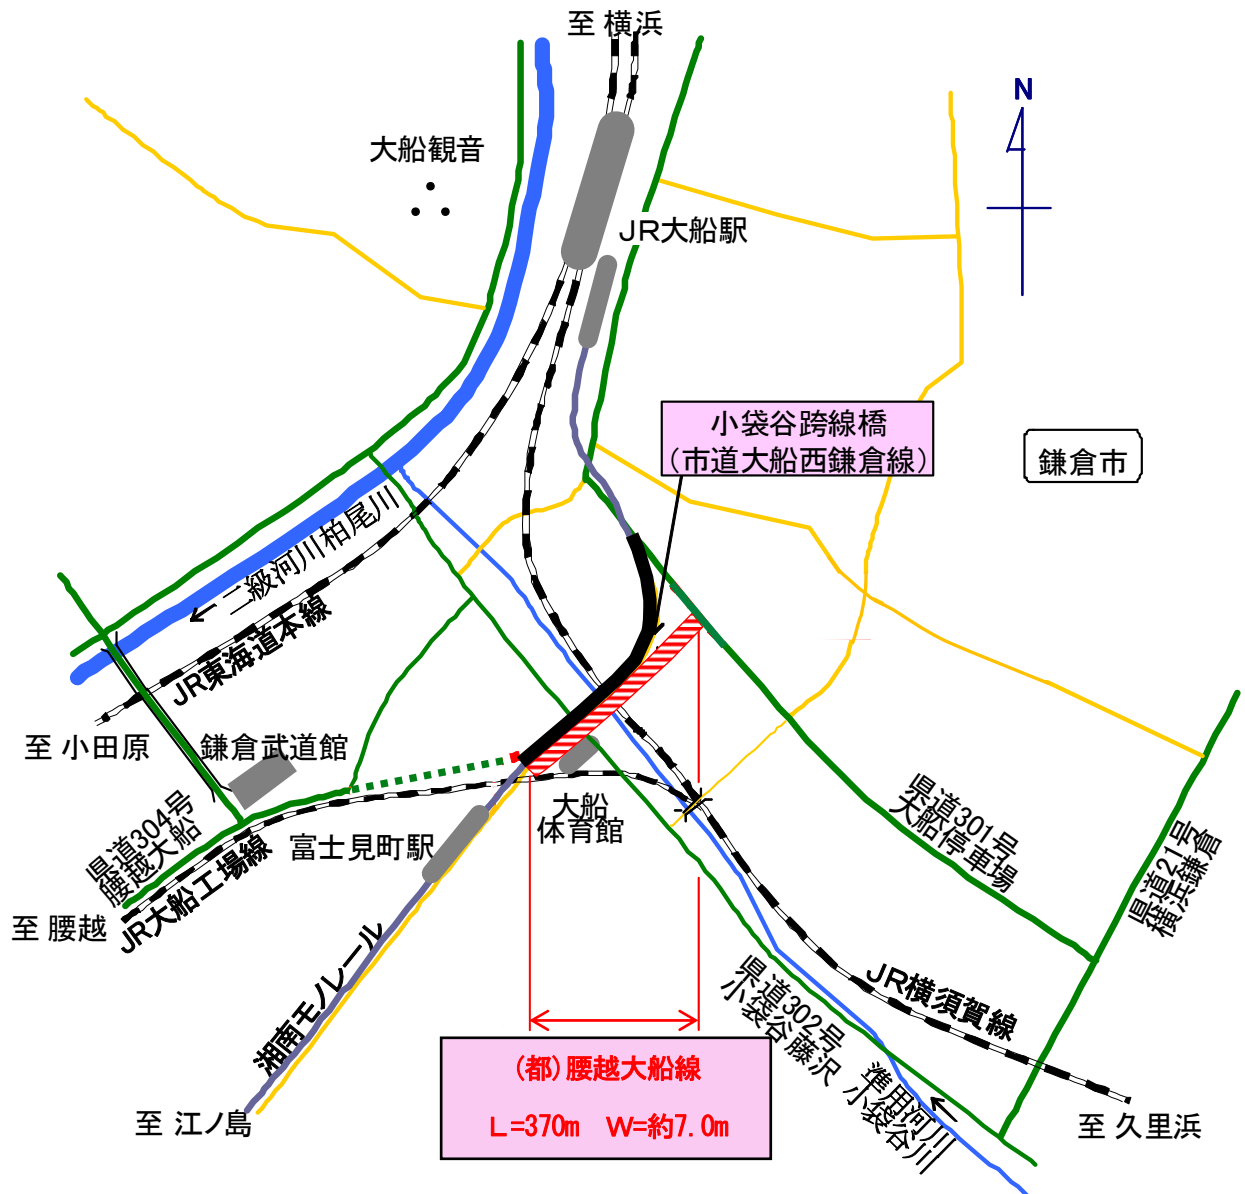 至 横浜
N
大船観音
JR大船駅
小袋谷跨線橋
(市道大船西鎌倉線)
鎌倉市
二級河川柏尾川
JR東海道本線
至 小田原
鎌倉武道館
県道304号
腰越大船
大船
体育館
富士見町駅
JR大船工場線
至 腰越
県道301号
大船停車場
県道21号
横浜鎌倉
湘南モノレール
県道302号
小袋谷藤沢
JR横須賀線
(都)腰越大船線
L=370m W=約7.0m
準用河川
小袋谷川
至 江ノ島
至 久里浜